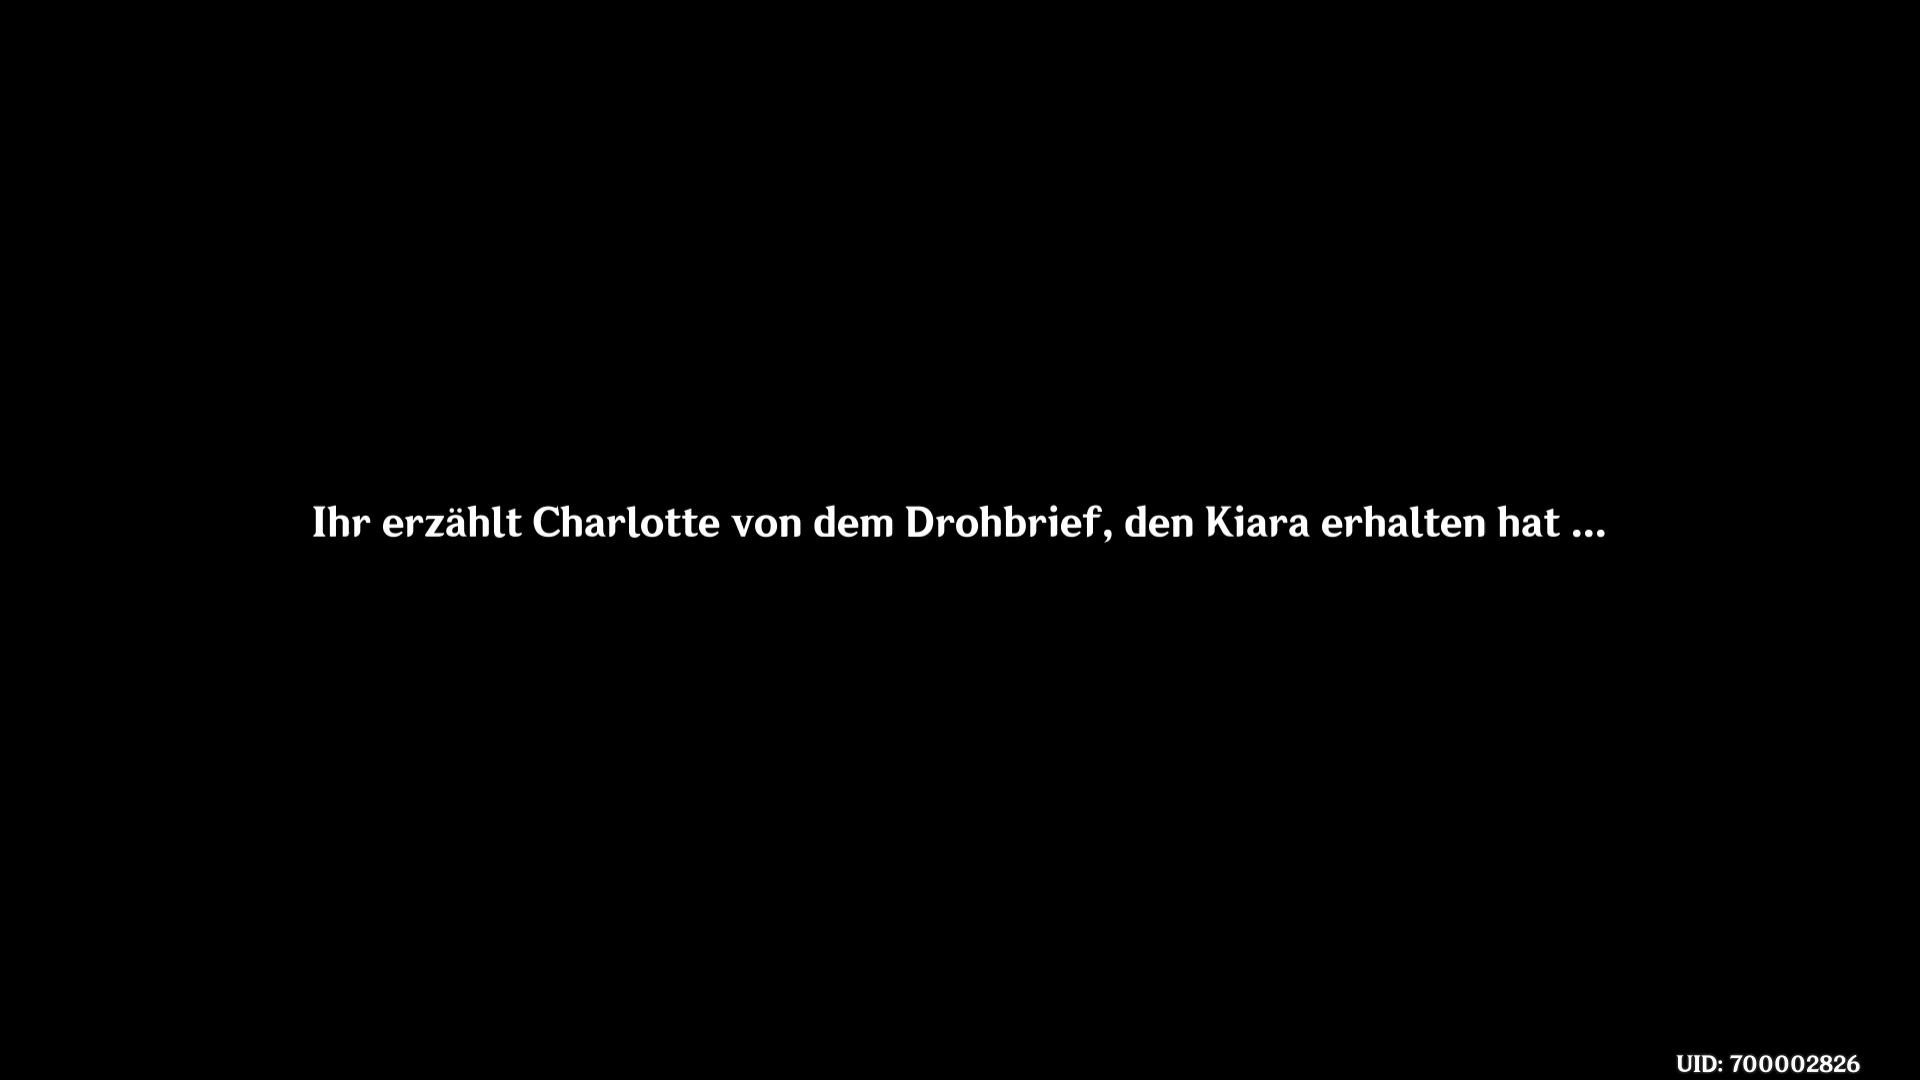 Ihr erzählt Charlotte von dem Drohbrief, den Kiara erhalten hat ...
UID: 700002826